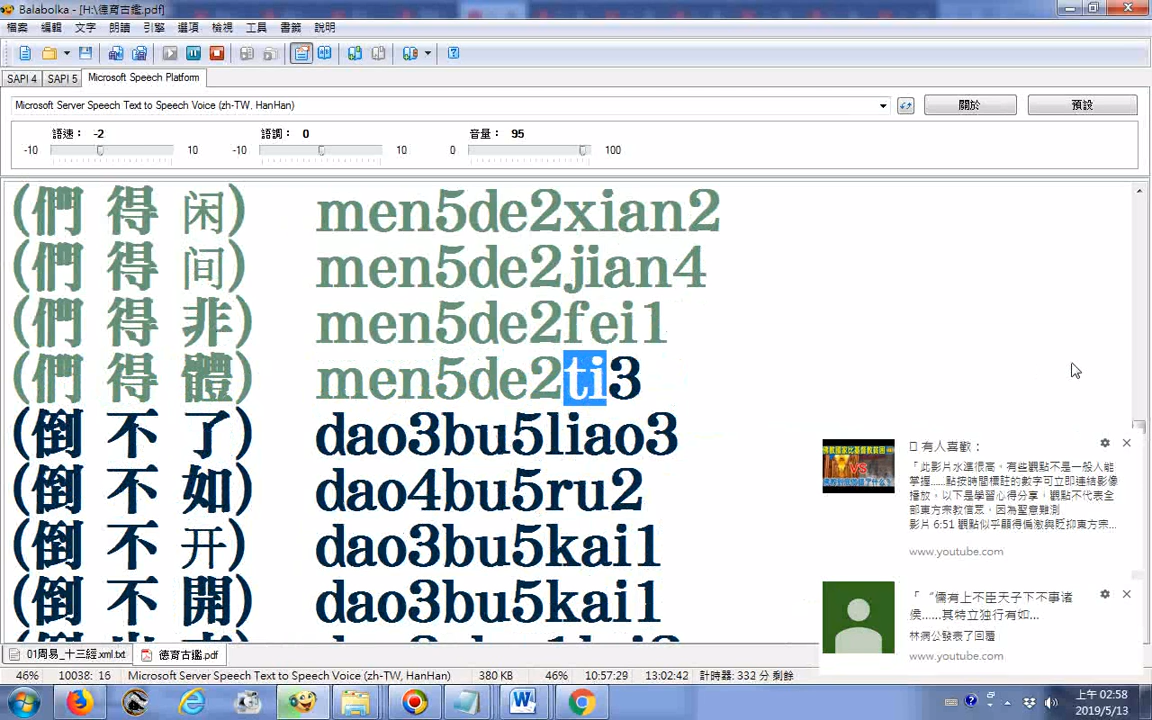 Balabolka - [H:\德育古鑑.pdf]
檔案 編輯 文字 朗讀 引擎 選項 檢視 工具 書籤 說明
SAPI 4 SAPI 5 Microsoft Speech Platform
Microsoft Server Speech Text to Speech Voice (zh-TW, HanHan) 關於 預設
語速： -2 語調： 0 音量： 95
-10 10 -10 10 0 100
(們 得 闲) men5de2xian2
(們 得 间) men5de2jian4
(們 得 非) men5de2fei1
(們 得 體) men5de2ti3
(倒 不 了) dao3bu5liao3
(倒 不 如) dao4bu5ru2
(倒 不 开) dao3bu5kai1
(倒 不 開) dao3bu5kai1
有人喜歡：
「此影片水準很高，有些觀點不是一般人能
掌握......點按時間標註的數字可立即連結影像
播放，以下是學習心得分享，觀點不代表全
部東方宗教信眾，因為聖意難測
影片 6:51 觀點似乎顯得偏激與貶抑東方宗...
www.youtube.com
「“儒有上不臣天子下不事诸
侯......其特立独行有如...
林炳公發表了回覆
www.youtube.com
01周易_十三經.xml.txt 德育古鑑.pdf
46% 10038: 16 Microsoft Server Speech Text to Speech Voice (zh-TW, HanHan) 380 KB 46% 10:57:29 13:02:42 計時器: 332 分 剩餘
上午 02:58
2019/5/13